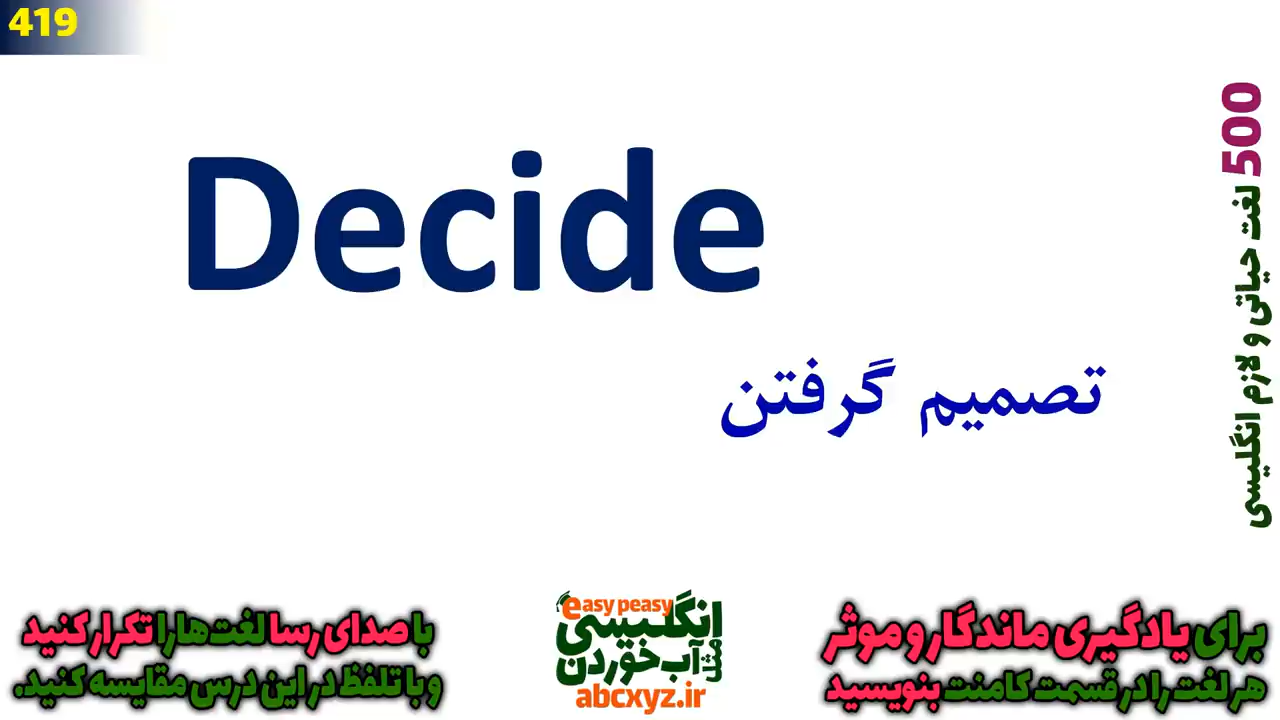 419
Decide
تصمیم گرفتن
500 لغت حیاتی و لازم انگلیسی
برای یادگیری ماندگار و موثر
هر لغت را در قسمت کامنت بنویسید
easy peasy
انگلیسی
مثل آب خوردن
abcxyz.ir
با صدای رسا لغت‌ها را تکرار کنید
و با تلفظ در این درس مقایسه کنید.